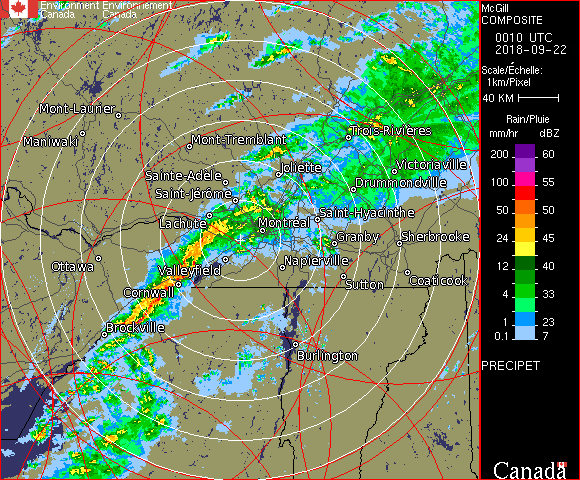 Environment Environnement
Canada Canada
McGill
COMPOSITE
0010 UTC
2018-09-22
Scale/Échelle:
1km/Pixel
40 KM
Rain/Pluie
mm/hr dBZ
200 60
100 55
50 50
24 45
12 40
4 33
1 23
0.1 7
PRECIPET
Canada
Mont-Laurier
Maniwaki
Mont-Tremblant
Trois-Rivières
Joliette
Victoriaville
Sainte-Adèle
Drummondville
Saint-Jérôme
Saint-Hyacinthe
Lachute
Montréal
Granby
Sherbrooke
Ottawa
Valleyfield
Napierville
Sutton
Coaticook
Cornwall
Brockville
Burlington